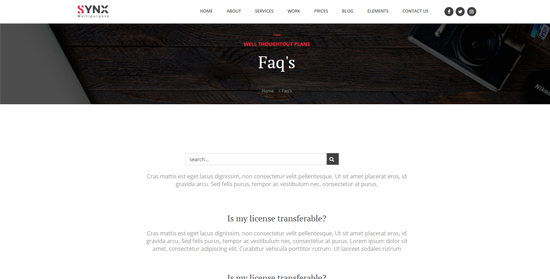 SYNX
Multipurpose
HOME ABOUT SERVICES WORK PRICES BLOG ELEMENTS CONTACT US
WELL THOUGHTOUT PLANS
Faq's
Home / Faq's
Nikon
search...
Cras mattis est eget lacus dignissim, non consectetur velit pellentesque. Ut sit amet placerat eros, id
gravida arcu. Sed felis purus, tempor ac vestibulum nec, consectetur at purus.
Is my license transferable?
Cras mattis est eget lacus dignissim, non consectetur velit pellentesque. Ut sit amet placerat eros, id
gravida arcu. Sed felis purus, tempor ac vestibulum nec, consectetur at purus. Lorem ipsum dolor sit
amet, consectetur adipiscing elit. Curabitur vehicula porttitor rutrum. Ut laoreet sodales rutrum
Is my license transferable?